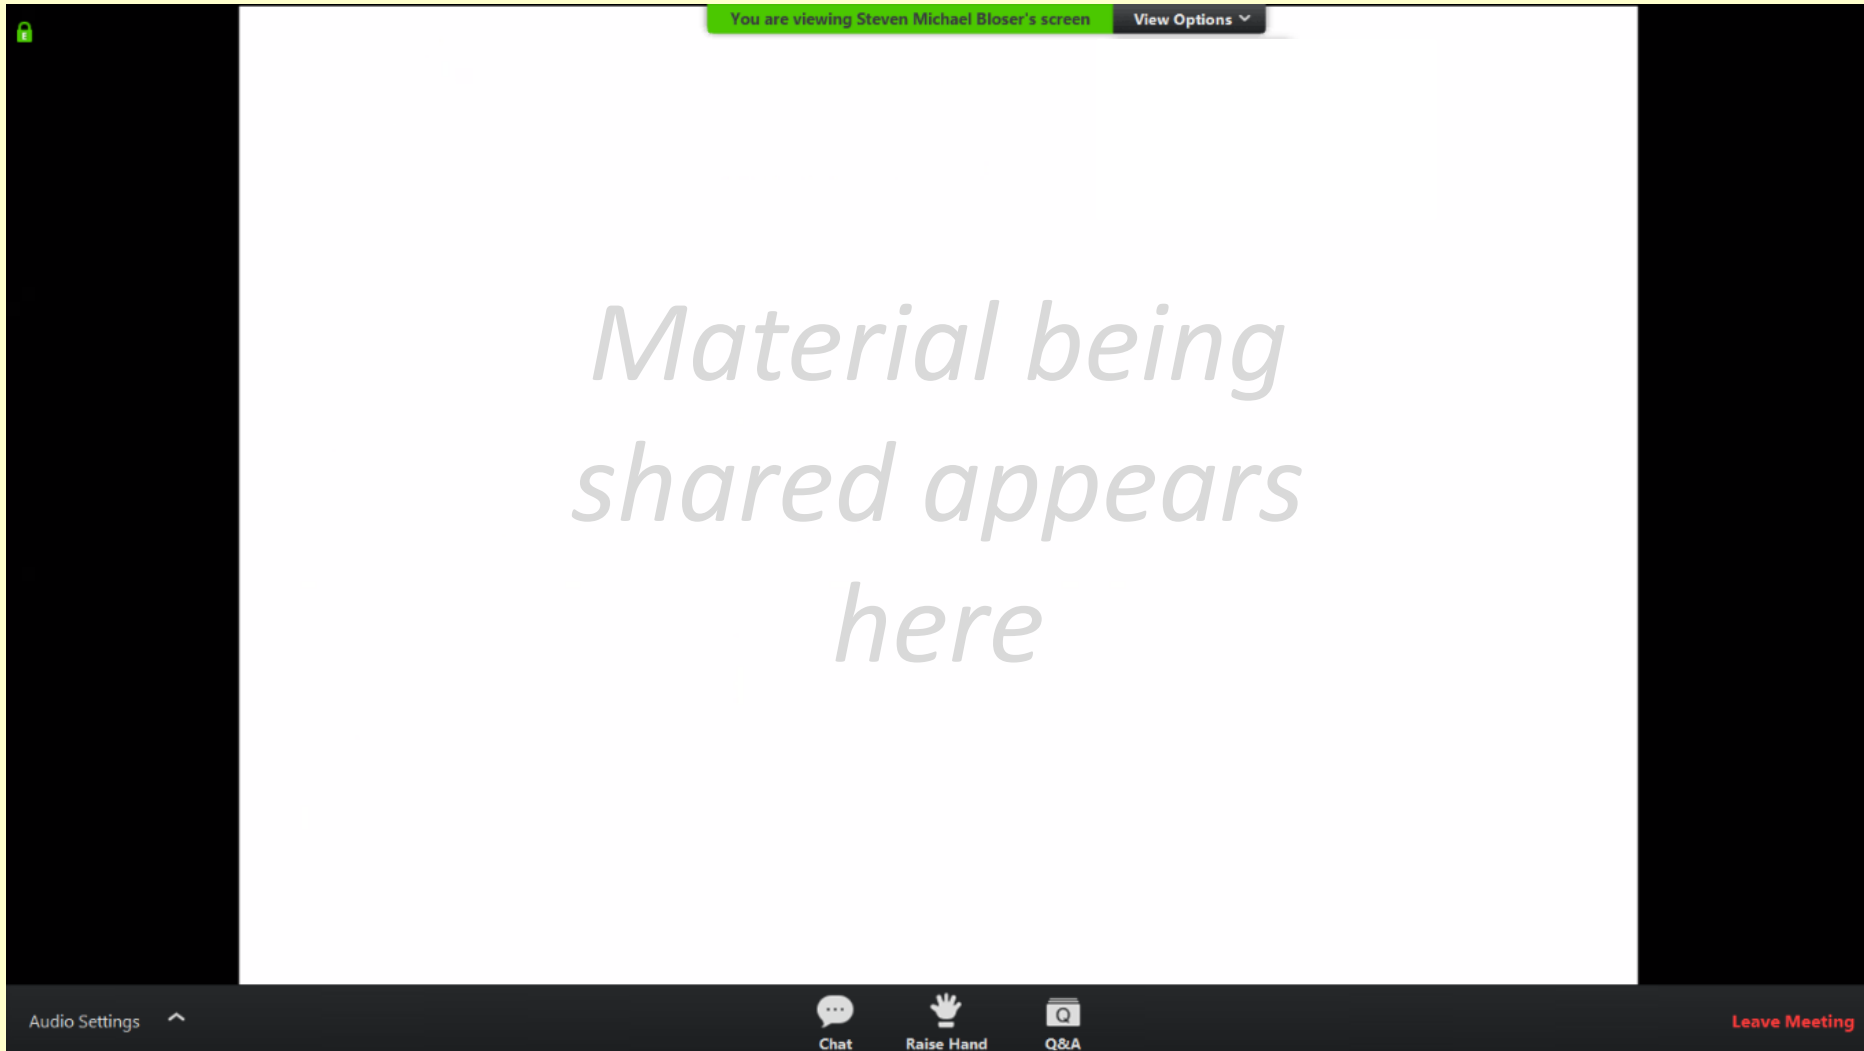 You are viewing Steven Michael Bloser's screen View Options
Material being
shared appears
here
Audio Settings
Chat Raise Hand Q&A
Leave Meeting